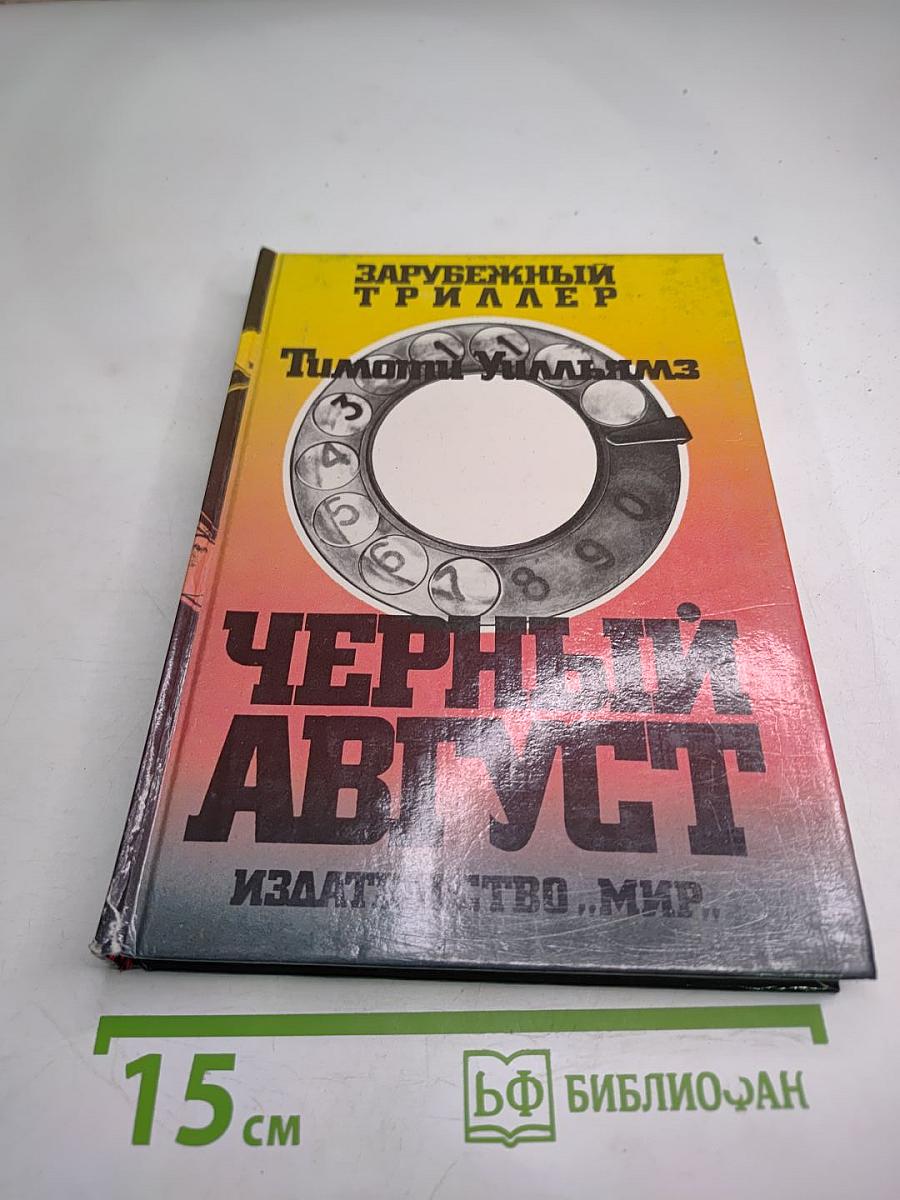 ЗАРУБЕЖНЫЙ
ТРИЛЛЕР
Тимоти Уилльямз
1 1
3
4
5
6
7
8
9
0
ЧЕРНЫЙ
АВГУСТ
ИЗДАТЕЛЬСТВО „МИР„
15 см
БФ БИБЛИОФАН